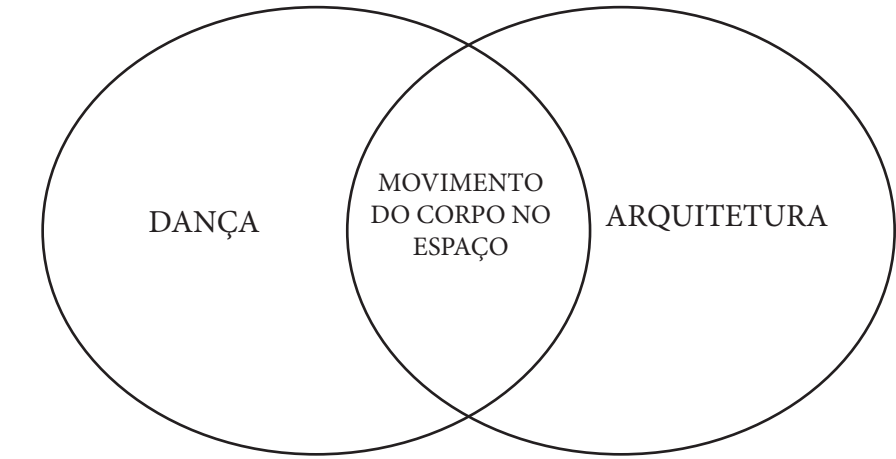 DANÇA
MOVIMENTO
DO CORPO NO
ESPAÇO
ARQUITETURA